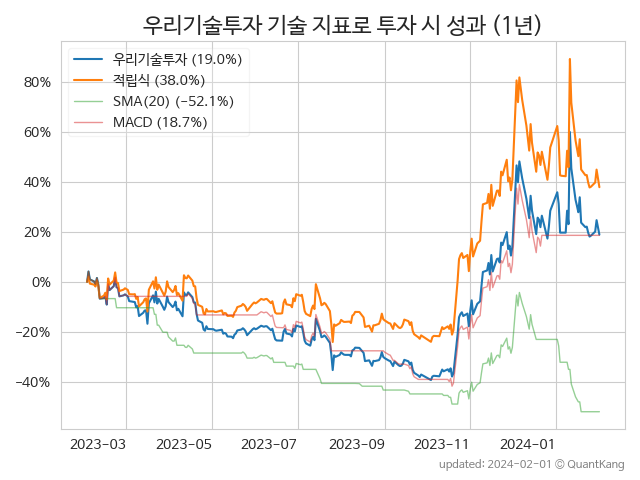 우리기술투자 기술 지표로 투자 시 성과 (1년)
우리기술투자 (19.0%)
적립식 (38.0%)
SMA(20) (−52.1%)
MACD (18.7%)
80%
60%
40%
20%
0%
−20%
−40%
2023-03 2023-05 2023-07 2023-09 2023-11 2024-01
updated: 2024-02-01 © QuantKang